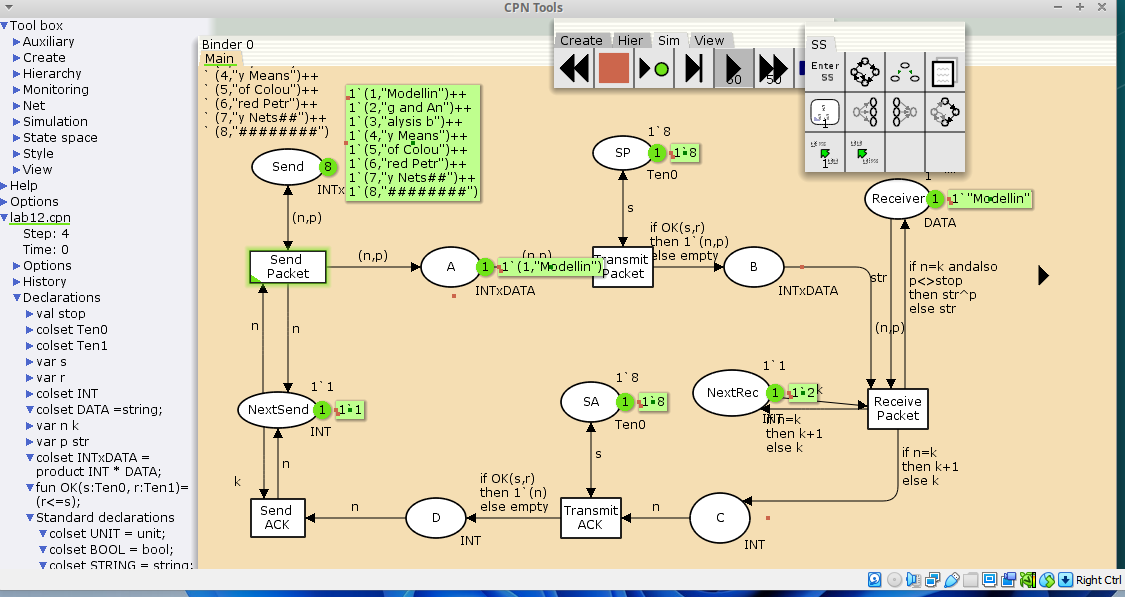 CPN Tools
Tool box
Auxiliary
Create
Hierarchy
Monitoring
Net
Simulation
State space
Style
View
Help
Options
lab12.cpn
Step: 4
Time: 0
Options
History
Declarations
val stop
colset Ten0
colset Ten1
var s
var r
colset INT
colset DATA =string;
var n k
var p str
colset INTxDATA =
product INT * DATA;
fun OK(s:Ten0, r:Ten1)=
(r<=s);
Standard declarations
colset UNIT = unit;
colset BOOL = bool;
colset STRING = string;
Binder 0
Main
` (4,"y Means")++
` (5,"of Colou")++
` (6,"red Petr")++
` (7,"y Nets##")++
` (8,"########")
1`(1,"Modellin")++
1`(2,"g and An")++
1`(3,"alysis b")++
1`(4,"y Means")++
1`(5,"of Colou")++
1`(6,"red Petr")++
1`(7,"y Nets##")++
1`(8,"########")
Create Hier Sim View
50
50
SS
Enter
SS
1
1
Send
8
INTx
(n,p)
Send
Packet
(n,p)
A
1
1`(1,"Modellin")
INTxDATA
(n,p)
1`8
SP
1
1`8
Ten0
s
if OK(s,r)
then 1`(n,p)
else empty
Transmit
Packet
B
INTxDATA
1
Receiver
1
1`"Modellin"
DATA
str
if n=k andalso
p<>stop
then str^p
else str
(n,p)
n
n
1`1
NextSend
1
1`1
INT
1`8
SA
1
1`8
Ten0
s
1`1
NextRec
1
1`2
k
INT
if n=k
then k+1
else k
Receive
Packet
if n=k
then k+1
else k
k
n
Send
ACK
n
D
INT
if OK(s,r)
then 1`(n)
else empty
Transmit
ACK
n
C
INT
Right Ctrl